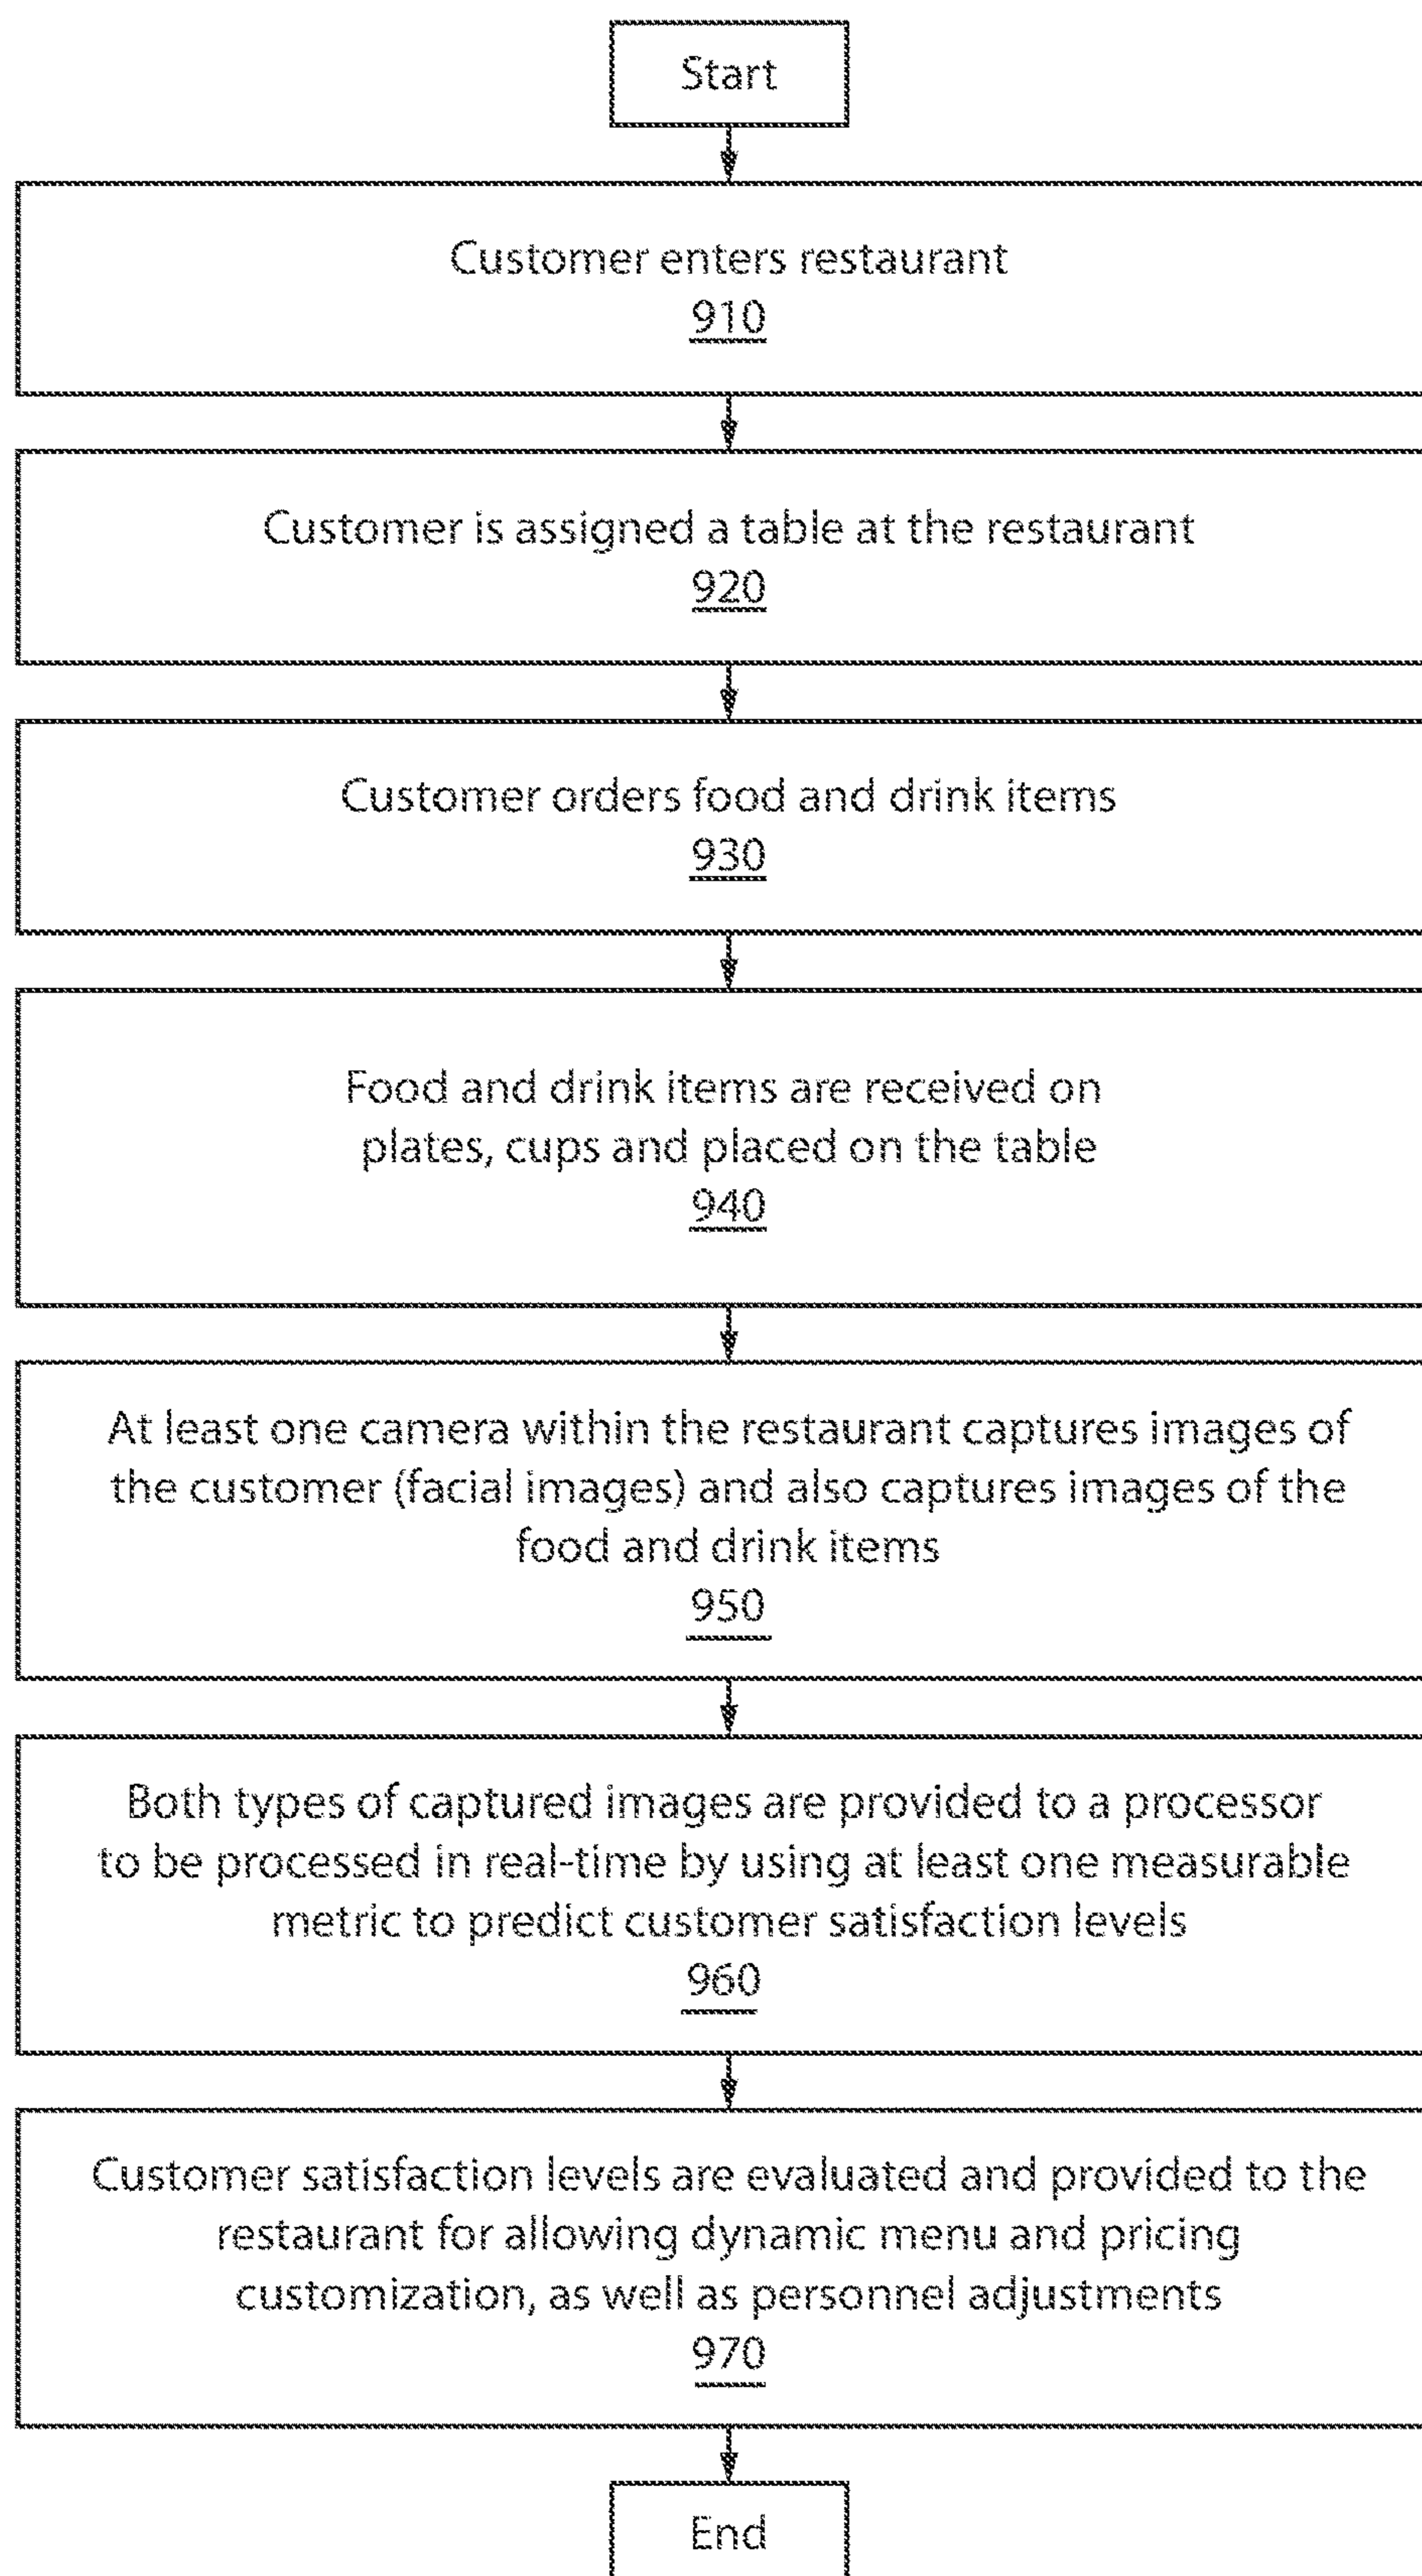 Start
Customer enters restaurant
910
Customer is assigned a table at the restaurant
920
Customer orders food and drink items
930
Food and drink items are received on
plates, cups and placed on the table
940
At least one camera within the restaurant captures images of
the customer (facial images) and also captures images of the
food and drink items
950
Both types of captured images are provided to a processor
to be processed in real-time by using at least one measurable
metric to predict customer satisfaction levels
960
Customer satisfaction levels are evaluated and provided to the
restaurant for allowing dynamic menu and pricing
customization, as well as personnel adjustments
970
End